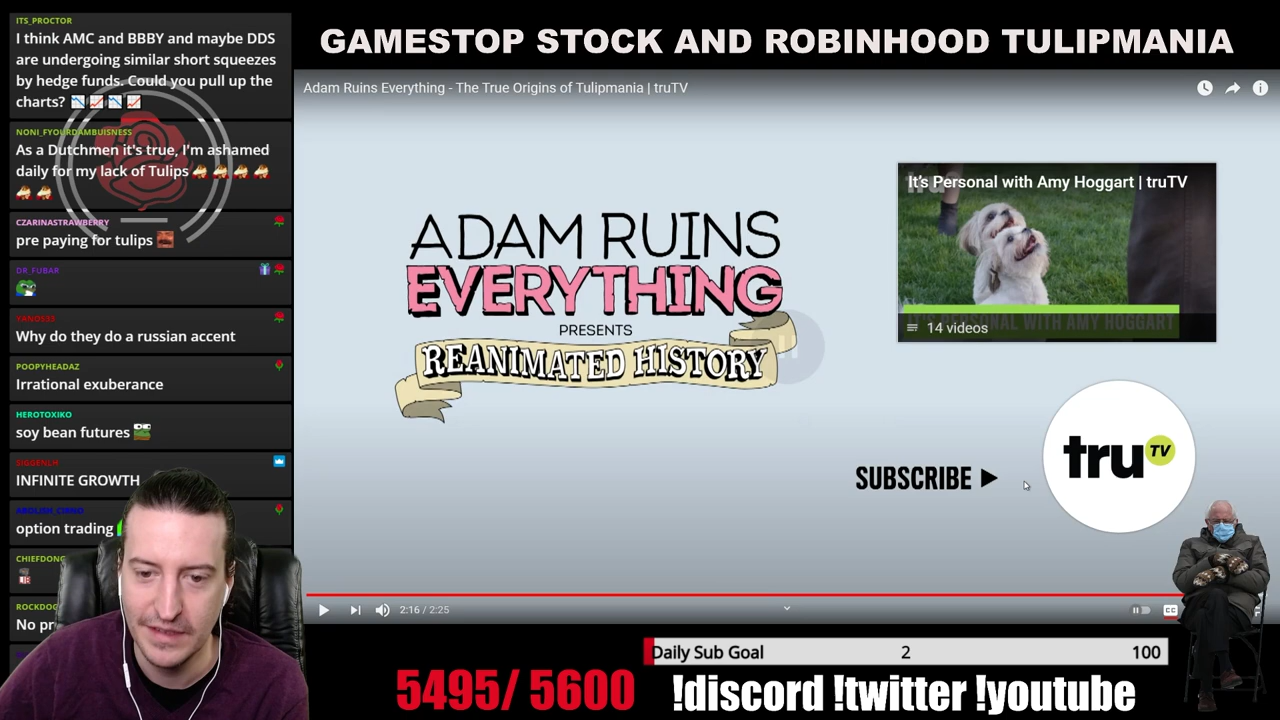 ITS_PROCTOR
I think AMC and BBBY and maybe DDS
are undergoing similar short squeezes
by hedge funds. Could you pull up the
charts?
NONI_FYOURDAMBUISNESS
As a Dutchmen it's true, I'm ashamed
daily for my lack of Tulips
CZARINASTRAWBERRY
pre paying for tulips
DR_FUBAR
Why do they do a russian accent
POOPYHEADAZ
Irrational exuberance
HEROTOXIKO
soy bean futures
INFINITE GROWTH
option trading
CHIEFDONG
ROCKDOG
No pr
GAMESTOP STOCK AND ROBINHOOD TULIPMANIA
Adam Ruins Everything - The True Origins of Tulipmania | truTV
ADAM RUINS
EVERYTHING
PRESENTS
REANIMATED HISTORY
It's Personal with Amy Hoggart | truTV
14 videos
SUBSCRIBE
tru TV
2:16 / 2:25
CC
Daily Sub Goal 2 100
5495/ 5600 !discord !twitter !youtube